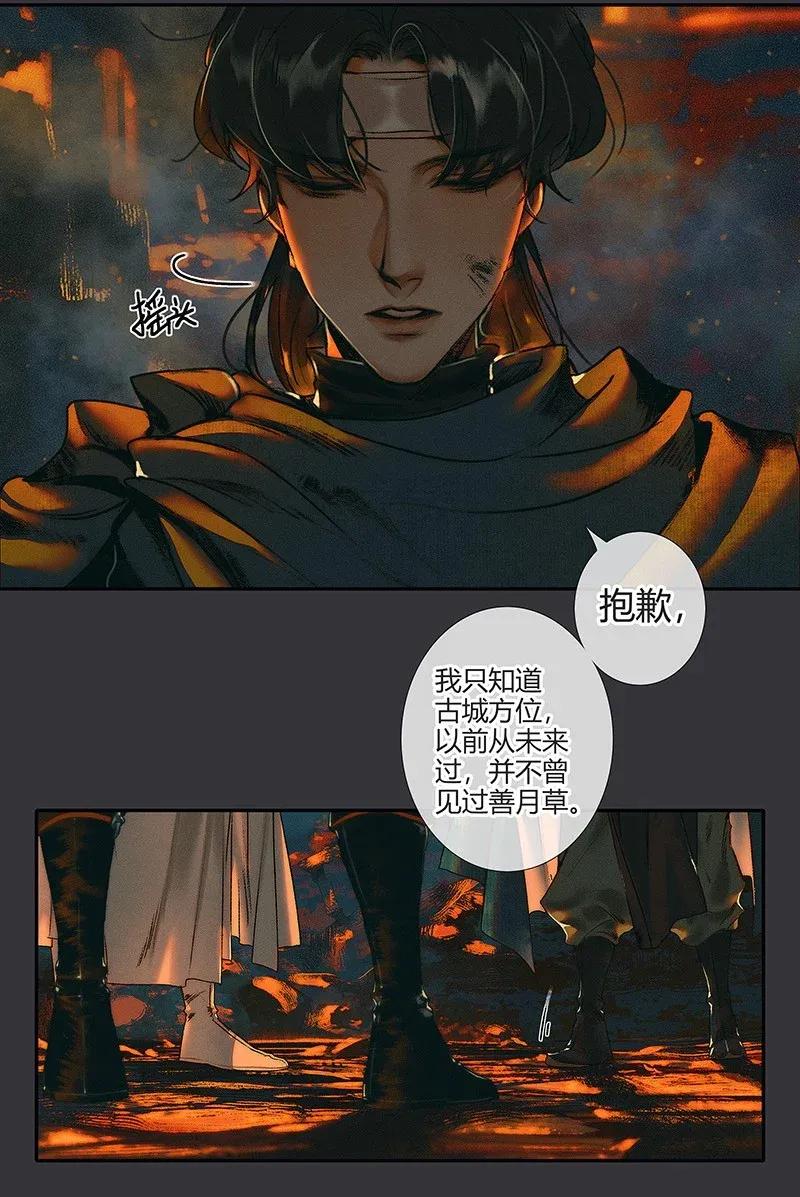 摇头
抱歉，
我只知道
古城方位，
以前从未来
过，并不曾
见过善月草。